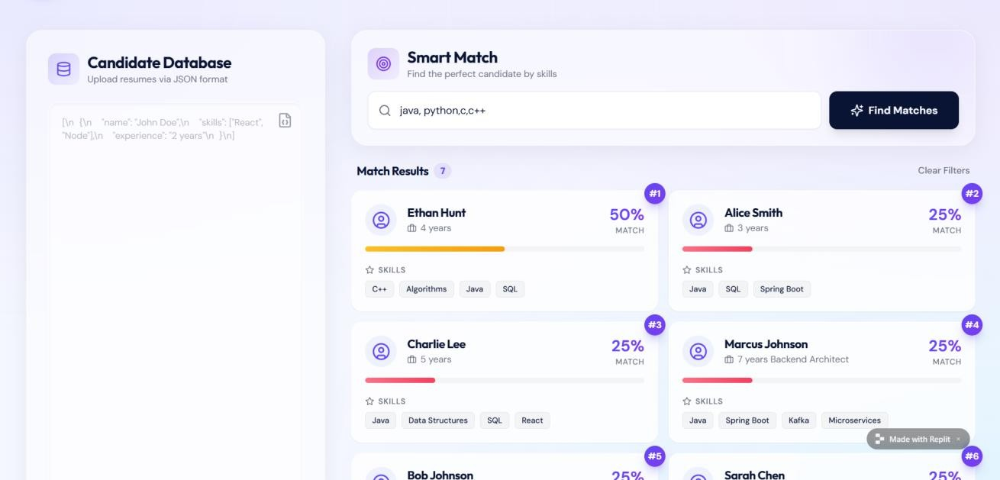 Candidate Database
Upload resumes via JSON format
[\n  {\n    "name": "John Doe",\n    "skills": ["React",
"Node"],\n    "experience": "2 years"\n  }\n]
Smart Match
Find the perfect candidate by skills
java, python,c,c++
Find Matches
Match Results 7
Clear Filters
#1
Ethan Hunt
4 years
50%
MATCH
SKILLS
C++ Algorithms Java SQL
#2
Alice Smith
3 years
25%
MATCH
SKILLS
Java SQL Spring Boot
#3
Charlie Lee
5 years
25%
MATCH
SKILLS
Java Data Structures SQL React
#4
Marcus Johnson
7 years Backend Architect
25%
MATCH
SKILLS
Java Spring Boot Kafka Microservices
Made with Replit ×
#5
Bob Johnson
25%
#6
Sarah Chen
25%